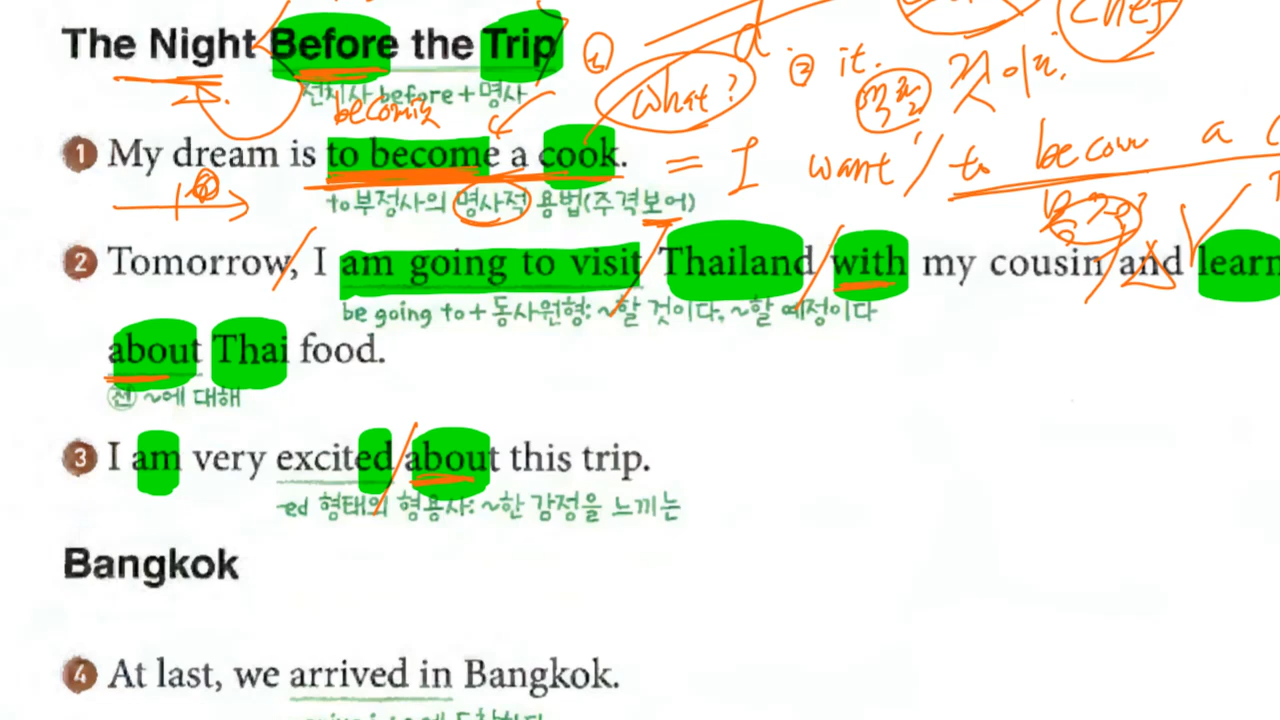 The Night Before the Trip
① ② it. 것이다.
what?
전치사 before+명사
becoming
1 My dream is to become a cook. = I want / to become a
to부정사의 명사적 용법(주격보어)
2 Tomorrow, I am going to visit Thailand with my cousin and learn
be going to+동사원형: ~할 것이다, ~할 예정이다
about Thai food.
전 ~에 대해
3 I am very excited about this trip.
-ed 형태의 형용사: ~한 감정을 느끼는
Bangkok
4 At last, we arrived in Bangkok.